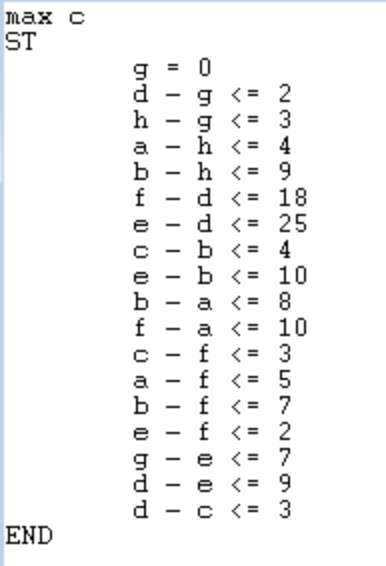 max c
ST
g = 0
d - g <= 2
h - g <= 3
a - h <= 4
b - h <= 9
f - d <= 18
e - d <= 25
c - b <= 4
e - b <= 10
b - a <= 8
f - a <= 10
c - f <= 3
a - f <= 5
b - f <= 7
e - f <= 2
g - e <= 7
d - e <= 9
d - c <= 3
END